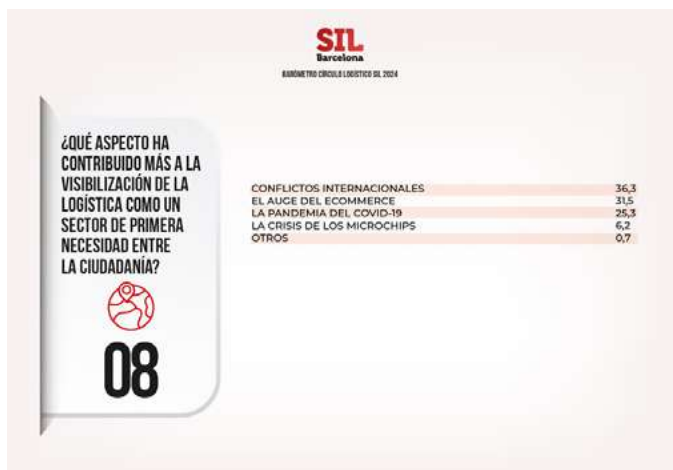 SIL
Barcelona
BARÓMETRO CÍRCULO LOGÍSTICO SIL 2024
¿QUÉ ASPECTO HA
CONTRIBUIDO MÁS A LA
VISIBILIZACIÓN DE LA
LOGÍSTICA COMO UN
SECTOR DE PRIMERA
NECESIDAD ENTRE
LA CIUDADANÍA?
08
CONFLICTOS INTERNACIONALES 36,3
EL AUGE DEL ECOMMERCE 31,5
LA PANDEMIA DEL COVID-19 25,3
LA CRISIS DE LOS MICROCHIPS 6,2
OTROS 0,7